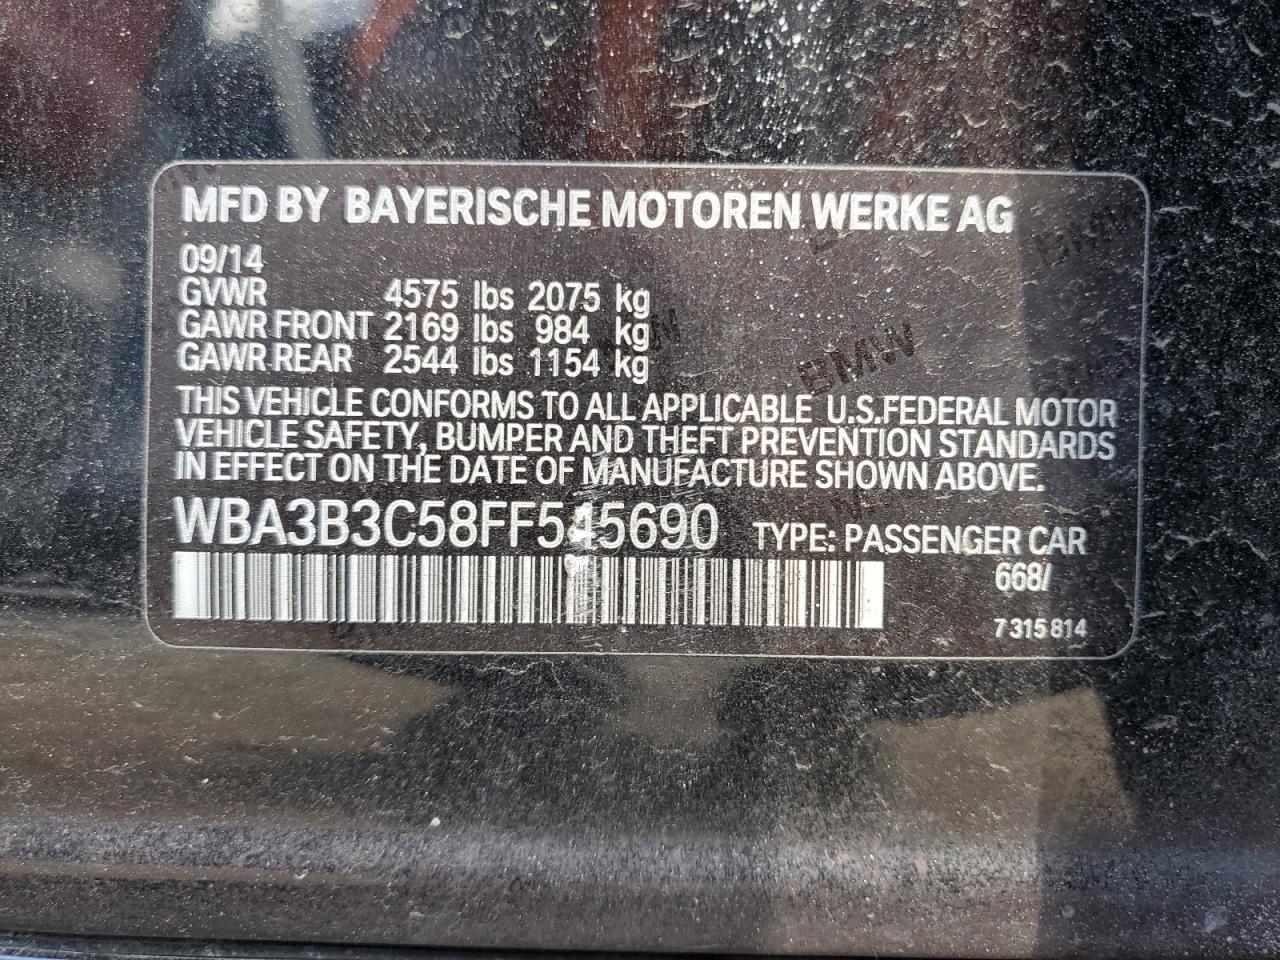 MFD BY BAYERISCHE MOTOREN WERKE AG
09/14
GVWR 4575 lbs 2075 kg
GAWR FRONT 2169 lbs 984 kg
GAWR REAR 2544 lbs 1154 kg
BMW
THIS VEHICLE CONFORMS TO ALL APPLICABLE U.S.FEDERAL MOTOR
VEHICLE SAFETY, BUMPER AND THEFT PREVENTION STANDARDS
IN EFFECT ON THE DATE OF MANUFACTURE SHOWN ABOVE.
WBA3B3C58FF545690 TYPE: PASSENGER CAR
668/
7 315 814